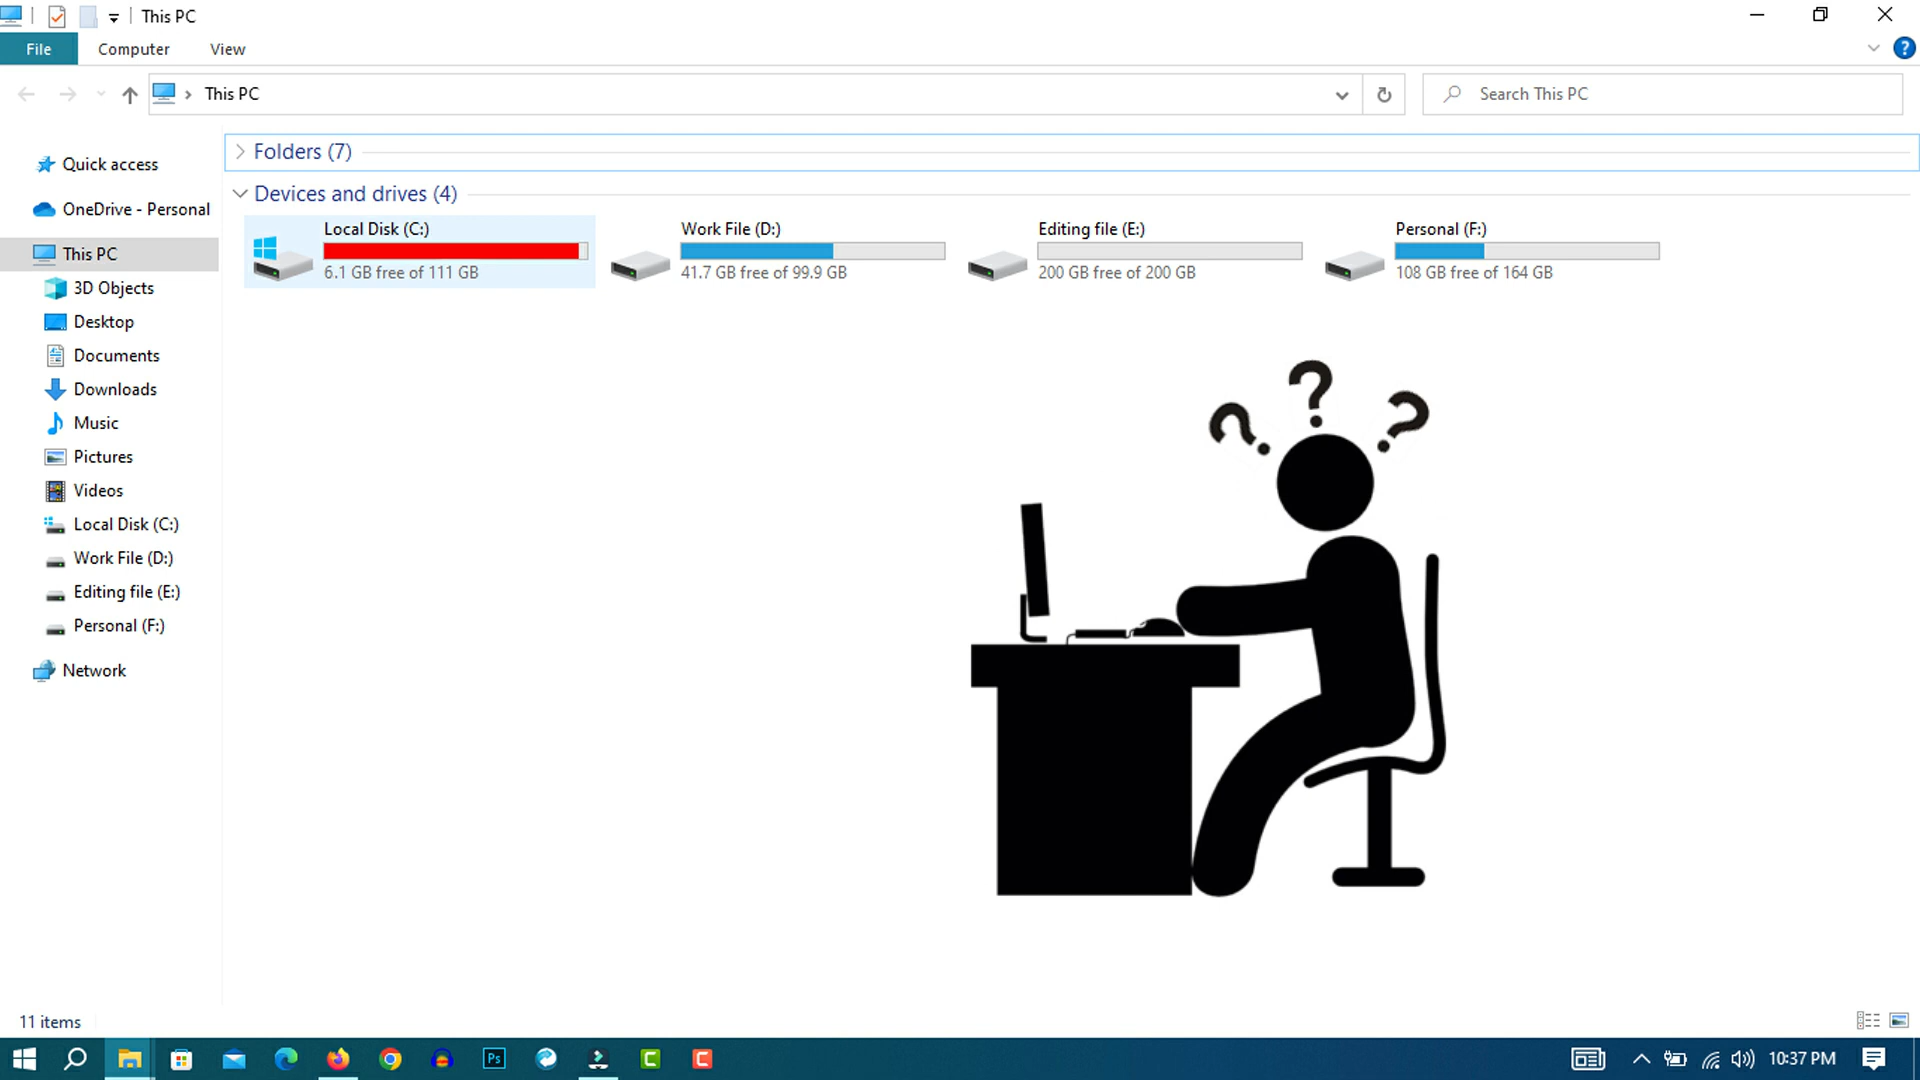 This PC
File Computer View
This PC
Search This PC
Quick access
OneDrive - Personal
This PC
3D Objects
Desktop
Documents
Downloads
Music
Pictures
Videos
Local Disk (C:)
Work File (D:)
Editing file (E:)
Personal (F:)
Network
Folders (7)
Devices and drives (4)
Local Disk (C:)
6.1 GB free of 111 GB
Work File (D:)
41.7 GB free of 99.9 GB
Editing file (E:)
200 GB free of 200 GB
Personal (F:)
108 GB free of 164 GB
? ? ?
11 items
Ps
C
C
10:37 PM